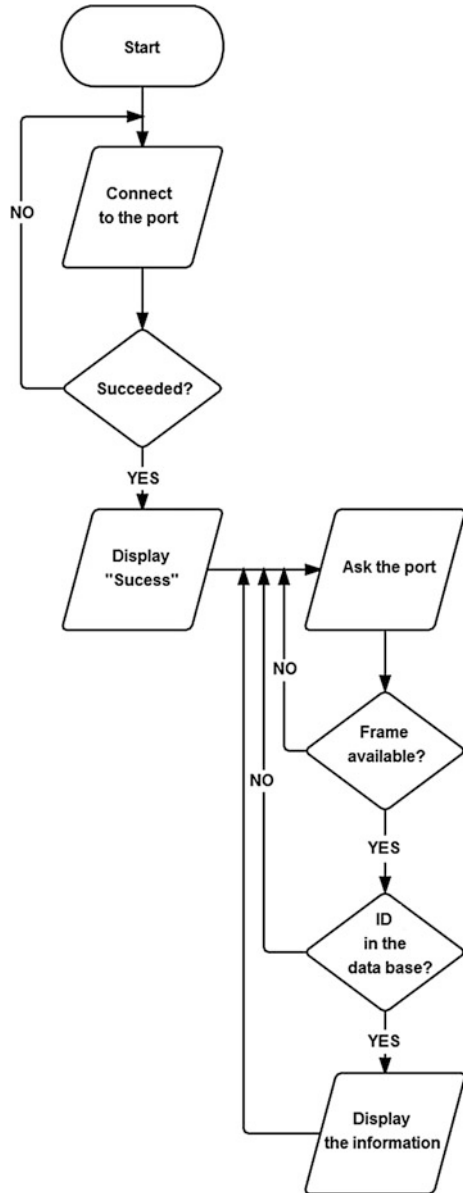 Start
Connect
to the port
NO
Succeeded?
YES
Display
"Sucess"
Ask the port
NO
Frame
available?
NO
YES
ID
in the
data base?
YES
Display
the information